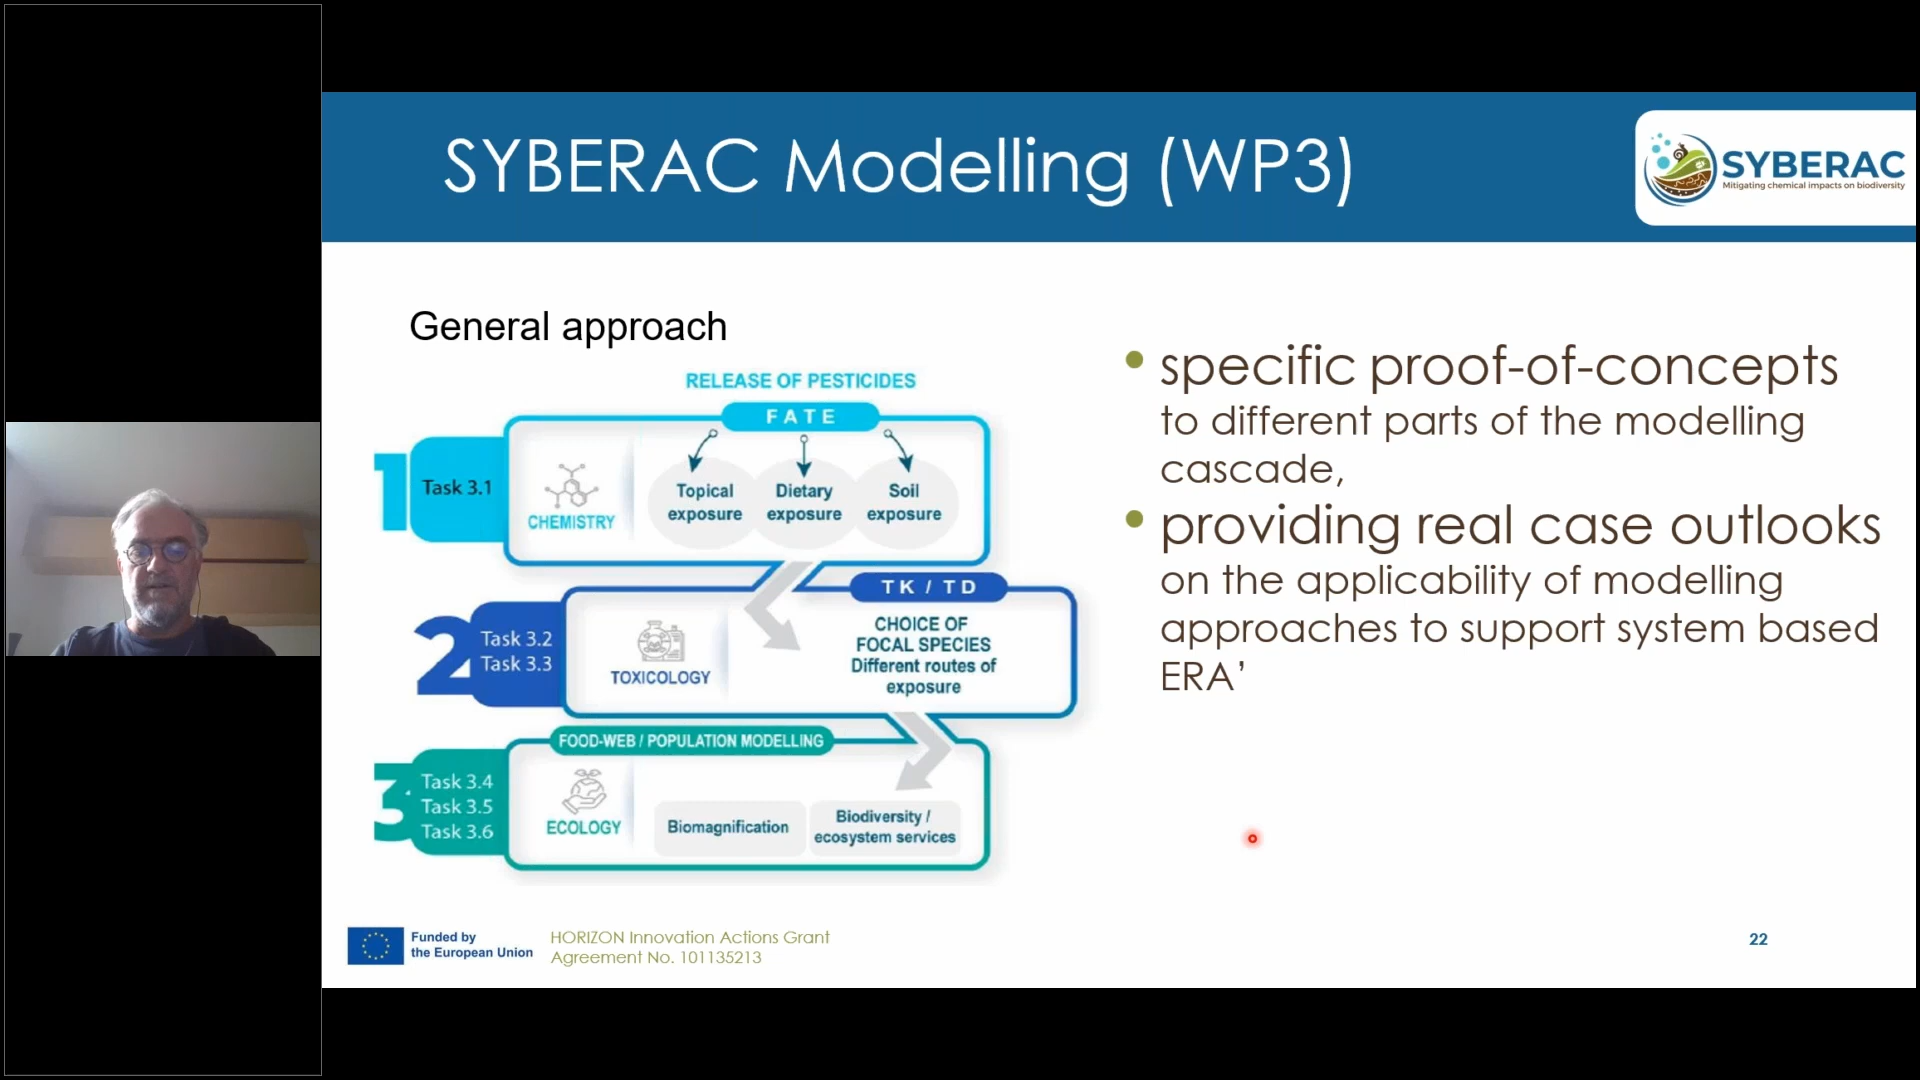 SYBERAC Modelling (WP3)
SYBERAC
Mitigating chemical impacts on biodiversity
General approach
RELEASE OF PESTICIDES
FATE
1
Task 3.1
CHEMISTRY
Topical
exposure
Dietary
exposure
Soil
exposure
TK / TD
2
Task 3.2
Task 3.3
TOXICOLOGY
CHOICE OF
FOCAL SPECIES
Different routes of
exposure
FOOD-WEB / POPULATION MODELLING
3
Task 3.4
Task 3.5
Task 3.6
ECOLOGY
Biomagnification
Biodiversity /
ecosystem services
• specific proof-of-concepts
to different parts of the modelling
cascade,
• providing real case outlooks
on the applicability of modelling
approaches to support system based
ERA’
Funded by
the European Union
HORIZON Innovation Actions Grant
Agreement No. 101135213
22